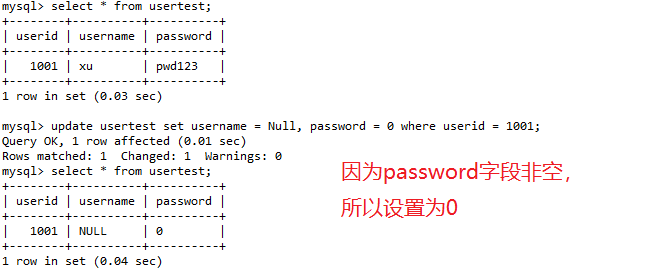 mysql> select * from usertest;
+--------+----------+----------+
| userid | username | password |
+--------+----------+----------+
|   1001 | xu       | pwd123   |
+--------+----------+----------+
1 row in set (0.03 sec)
mysql> update usertest set username = Null, password = 0 where userid = 1001;
Query OK, 1 row affected (0.01 sec)
Rows matched: 1  Changed: 1  Warnings: 0
mysql> select * from usertest;
+--------+----------+----------+
| userid | username | password |
+--------+----------+----------+
|   1001 | NULL     | 0        |
+--------+----------+----------+
1 row in set (0.04 sec)
因为password字段非空，
所以设置为0